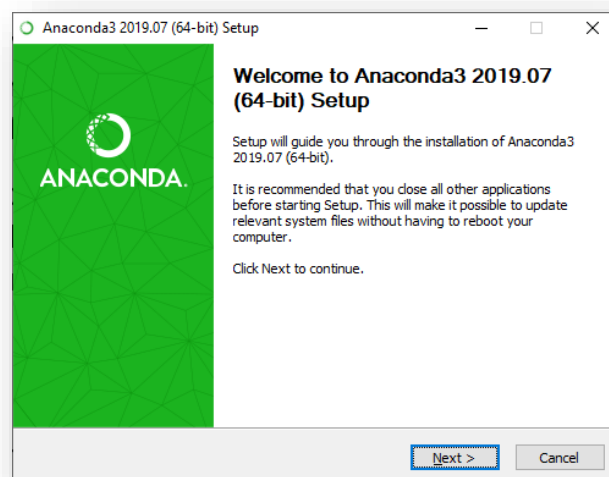 Anaconda3 2019.07 (64-bit) Setup
ANACONDA.
Welcome to Anaconda3 2019.07
(64-bit) Setup
Setup will guide you through the installation of Anaconda3
2019.07 (64-bit).
It is recommended that you close all other applications
before starting Setup. This will make it possible to update
relevant system files without having to reboot your
computer.
Click Next to continue.
Next >
Cancel